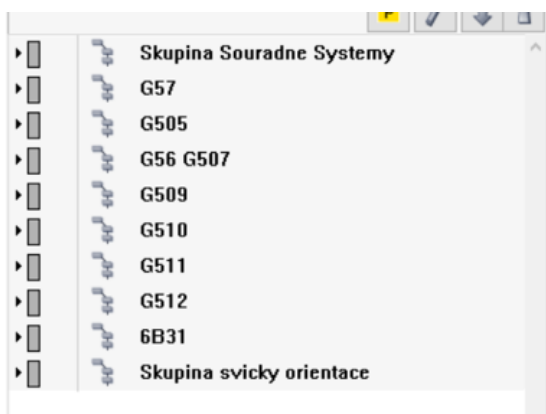 Skupina Souradne Systemy
G57
G505
G56 G507
G509
G510
G511
G512
6B31
Skupina svicky orientace